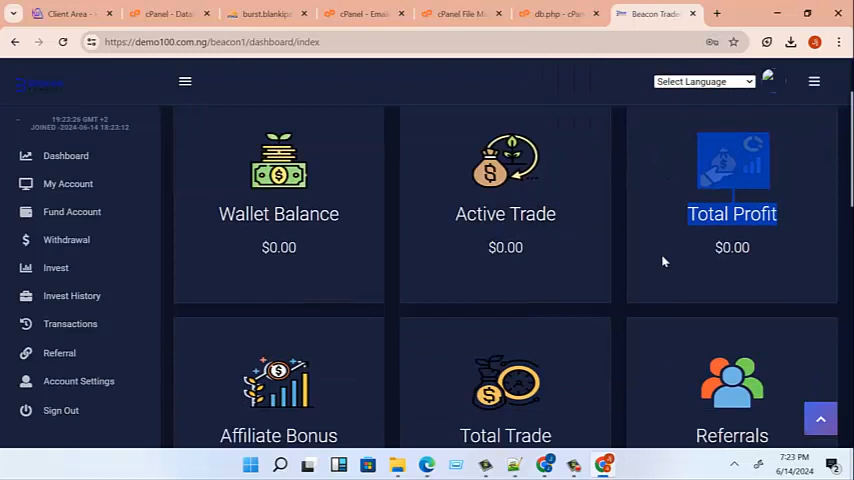 Client Area -
cPanel - Data
burst.blankip
cPanel - Email
cPanel File M
db.php - cPan
Beacon Trade
https://demo100.com.ng/beacon1/dashboard/index
Select Language
19:23:26 GMT +2
JOINED -2024-06-14 18:23:12
Dashboard
My Account
Fund Account
Withdrawal
Invest
Invest History
Transactions
Referral
Account Settings
Sign Out
Wallet Balance
$0.00
Active Trade
$0.00
Total Profit
$0.00
Affiliate Bonus
Total Trade
Referrals
7:23 PM
6/14/2024